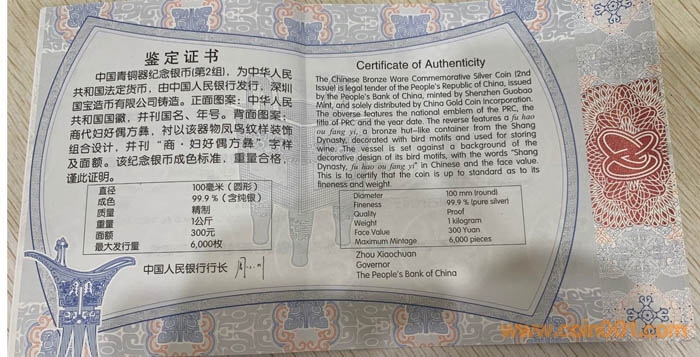 鉴定证书
中国青铜器纪念银币(第2组)，为中华人民
共和国法定货币，由中国人民银行发行，深圳
国宝造币有限公司铸造。正面图案：中华人民
共和国国徽，并刊国名、年号。背面图案：
商代妇好偶方彝，衬以该器物凤鸟纹样装饰
组合设计，并刊“商·妇好偶方彝”字样
及面额。该纪念银币成色标准，重量合格，
谨此证明。
直径 100毫米（圆形）
成色 99.9%（含纯银）
质量 精制
重量 1公斤
面额 300元
最大发行量 6,000枚
中国人民银行行长
Certificate of Authenticity
The Chinese Bronze Ware Commemorative Silver Coin (2nd
Issue) is legal tender of the People's Republic of China, issued
by the People's Bank of China, minted by Shenzhen Guobao
Mint, and solely distributed by China Gold Coin Incorporation.
The obverse features the national emblem of the PRC, the
title of PRC and the year date. The reverse features a fu hao
ou fang yi, a bronze hut-like container from the Shang
Dynasty, decorated with bird motifs and used for storing
wine. The vessel is set against a background of the
decorative design of its bird motifs, with the words "Shang
Dynasty, fu hao ou fang yi" in Chinese and the face value.
This is to certify that the coin is up to standard as to its
fineness and weight.
Diameter 100 mm (round)
Fineness 99.9 % (pure silver)
Quality Proof
Weight 1 kilogram
Face Value 300 Yuan
Maximum Mintage 6,000 pieces
Zhou Xiaochuan
Governor
The People's Bank of China
www.coin001.com